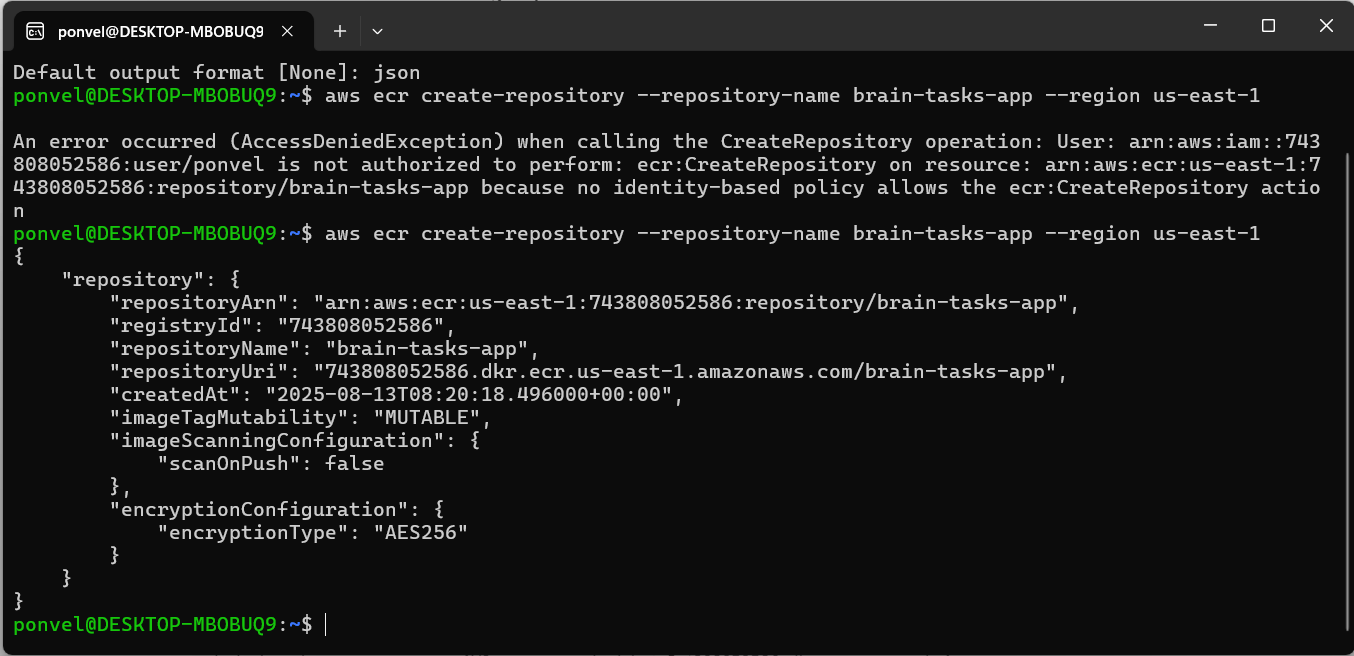 ponvel@DESKTOP-MBOBUQ9
Default output format [None]: json
ponvel@DESKTOP-MBOBUQ9:~$ aws ecr create-repository --repository-name brain-tasks-app --region us-east-1
An error occurred (AccessDeniedException) when calling the CreateRepository operation: User: arn:aws:iam::743
808052586:user/ponvel is not authorized to perform: ecr:CreateRepository on resource: arn:aws:ecr:us-east-1:7
43808052586:repository/brain-tasks-app because no identity-based policy allows the ecr:CreateRepository actio
n
ponvel@DESKTOP-MBOBUQ9:~$ aws ecr create-repository --repository-name brain-tasks-app --region us-east-1
{
    "repository": {
        "repositoryArn": "arn:aws:ecr:us-east-1:743808052586:repository/brain-tasks-app",
        "registryId": "743808052586",
        "repositoryName": "brain-tasks-app",
        "repositoryUri": "743808052586.dkr.ecr.us-east-1.amazonaws.com/brain-tasks-app",
        "createdAt": "2025-08-13T08:20:18.496000+00:00",
        "imageTagMutability": "MUTABLE",
        "imageScanningConfiguration": {
            "scanOnPush": false
        },
        "encryptionConfiguration": {
            "encryptionType": "AES256"
        }
    }
}
ponvel@DESKTOP-MBOBUQ9:~$